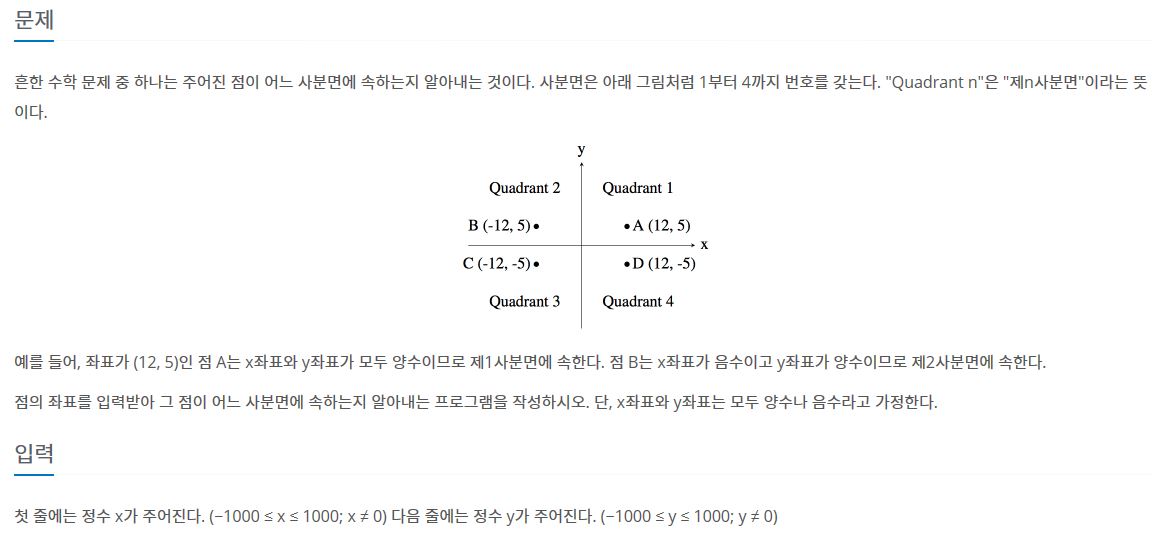 문제
흔한 수학 문제 중 하나는 주어진 점이 어느 사분면에 속하는지 알아내는 것이다. 사분면은 아래 그림처럼 1부터 4까지 번호를 갖는다. "Quadrant n"은 "제n사분면"이라는 뜻
이다.
y
Quadrant 2 Quadrant 1
B (-12, 5) A (12, 5)
x
C (-12, -5) D (12, -5)
Quadrant 3 Quadrant 4
예를 들어, 좌표가 (12, 5)인 점 A는 x좌표와 y좌표가 모두 양수이므로 제1사분면에 속한다. 점 B는 x좌표가 음수이고 y좌표가 양수이므로 제2사분면에 속한다.
점의 좌표를 입력받아 그 점이 어느 사분면에 속하는지 알아내는 프로그램을 작성하시오. 단, x좌표와 y좌표는 모두 양수나 음수라고 가정한다.
입력
첫 줄에는 정수 x가 주어진다. (−1000 ≤ x ≤ 1000; x ≠ 0) 다음 줄에는 정수 y가 주어진다. (−1000 ≤ y ≤ 1000; y ≠ 0)